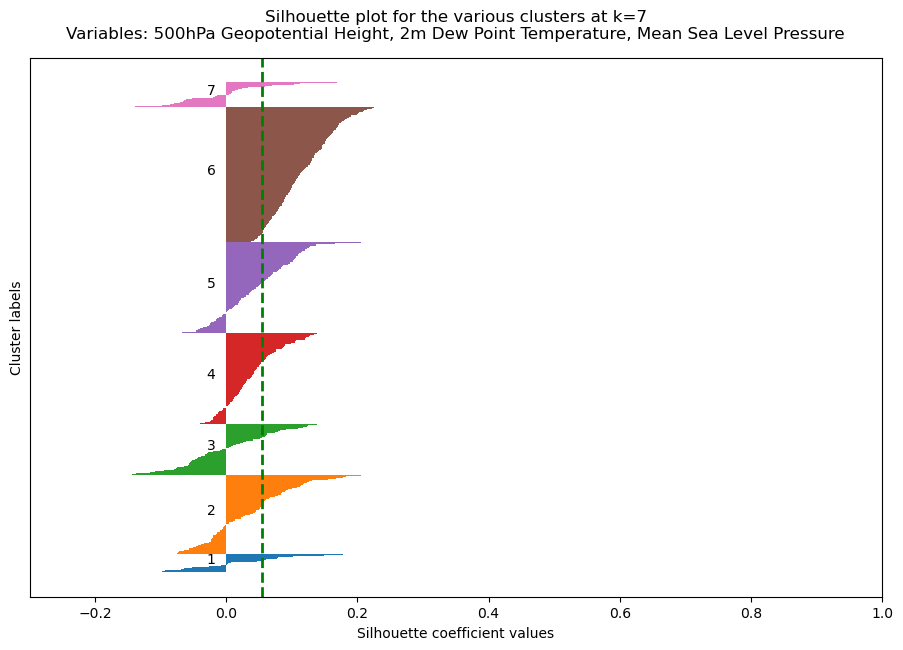 Silhouette plot for the various clusters at k=7
Variables: 500hPa Geopotential Height, 2m Dew Point Temperature, Mean Sea Level Pressure
7
6
5
4
3
2
1
Cluster labels
−0.2 0.0 0.2 0.4 0.6 0.8 1.0
Silhouette coefficient values